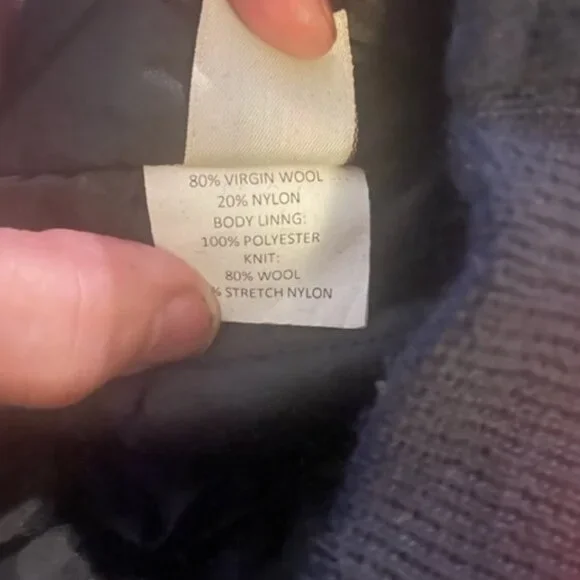 80% VIRGIN WOOL
20% NYLON
BODY LINNG:
100% POLYESTER
KNIT:
80% WOOL
% STRETCH NYLON